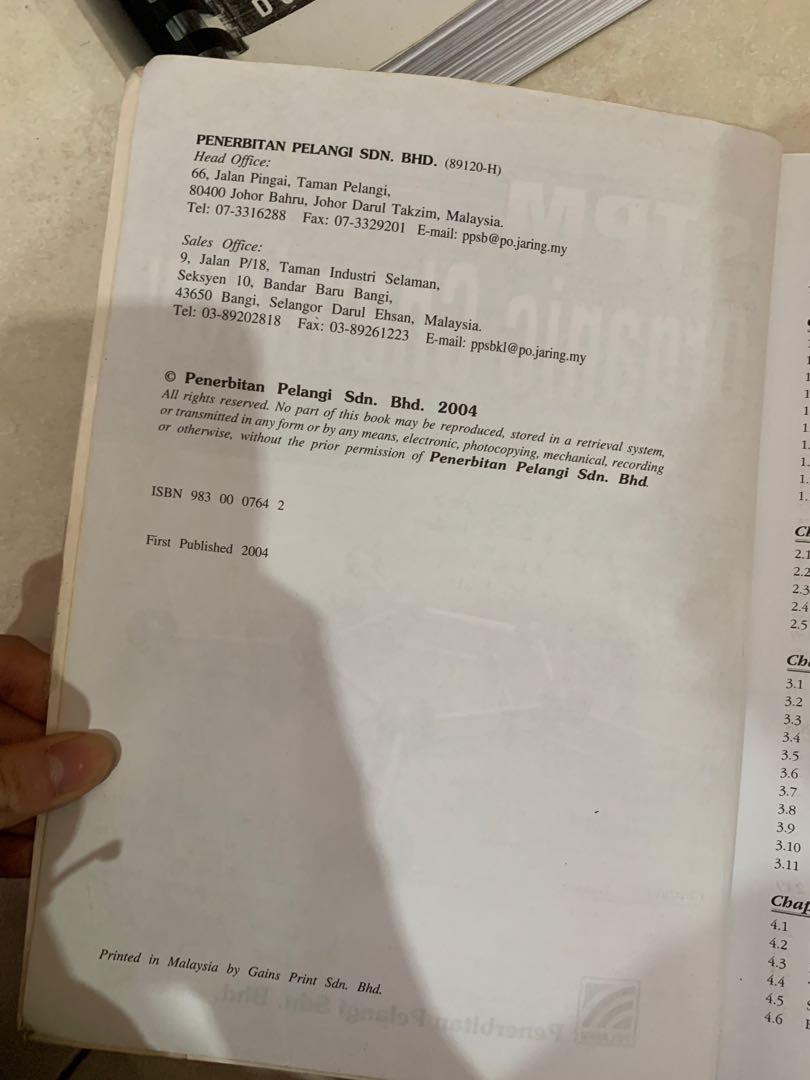 PENERBITAN PELANGI SDN. BHD. (89120-H)
Head Office:
66, Jalan Pingai, Taman Pelangi,
80400 Johor Bahru, Johor Darul Takzim, Malaysia.
Tel: 07-3316288 Fax: 07-3329201 E-mail: ppsb@po.jaring.my
Sales Office:
9, Jalan P/18, Taman Industri Selaman,
Seksyen 10, Bandar Baru Bangi,
43650 Bangi, Selangor Darul Ehsan, Malaysia.
Tel: 03-89202818 Fax: 03-89261223 E-mail: ppsbkl@po.jaring.my
© Penerbitan Pelangi Sdn. Bhd. 2004
All rights reserved. No part of this book may be reproduced, stored in a retrieval system,
or transmitted in any form or by any means, electronic, photocopying, mechanical, recording
or otherwise, without the prior permission of Penerbitan Pelangi Sdn. Bhd.
ISBN 983 00 0764 2
First Published 2004
Printed in Malaysia by Gains Print Sdn. Bhd.
Penerbitan Pelangi Sdn. Bhd.
2.1
2.2
2.3
2.4
2.5
3.1
3.2
3.3
3.4
3.5
3.6
3.7
3.8
3.9
3.10
3.11
4.1
4.2
4.3
4.4
4.5
4.6